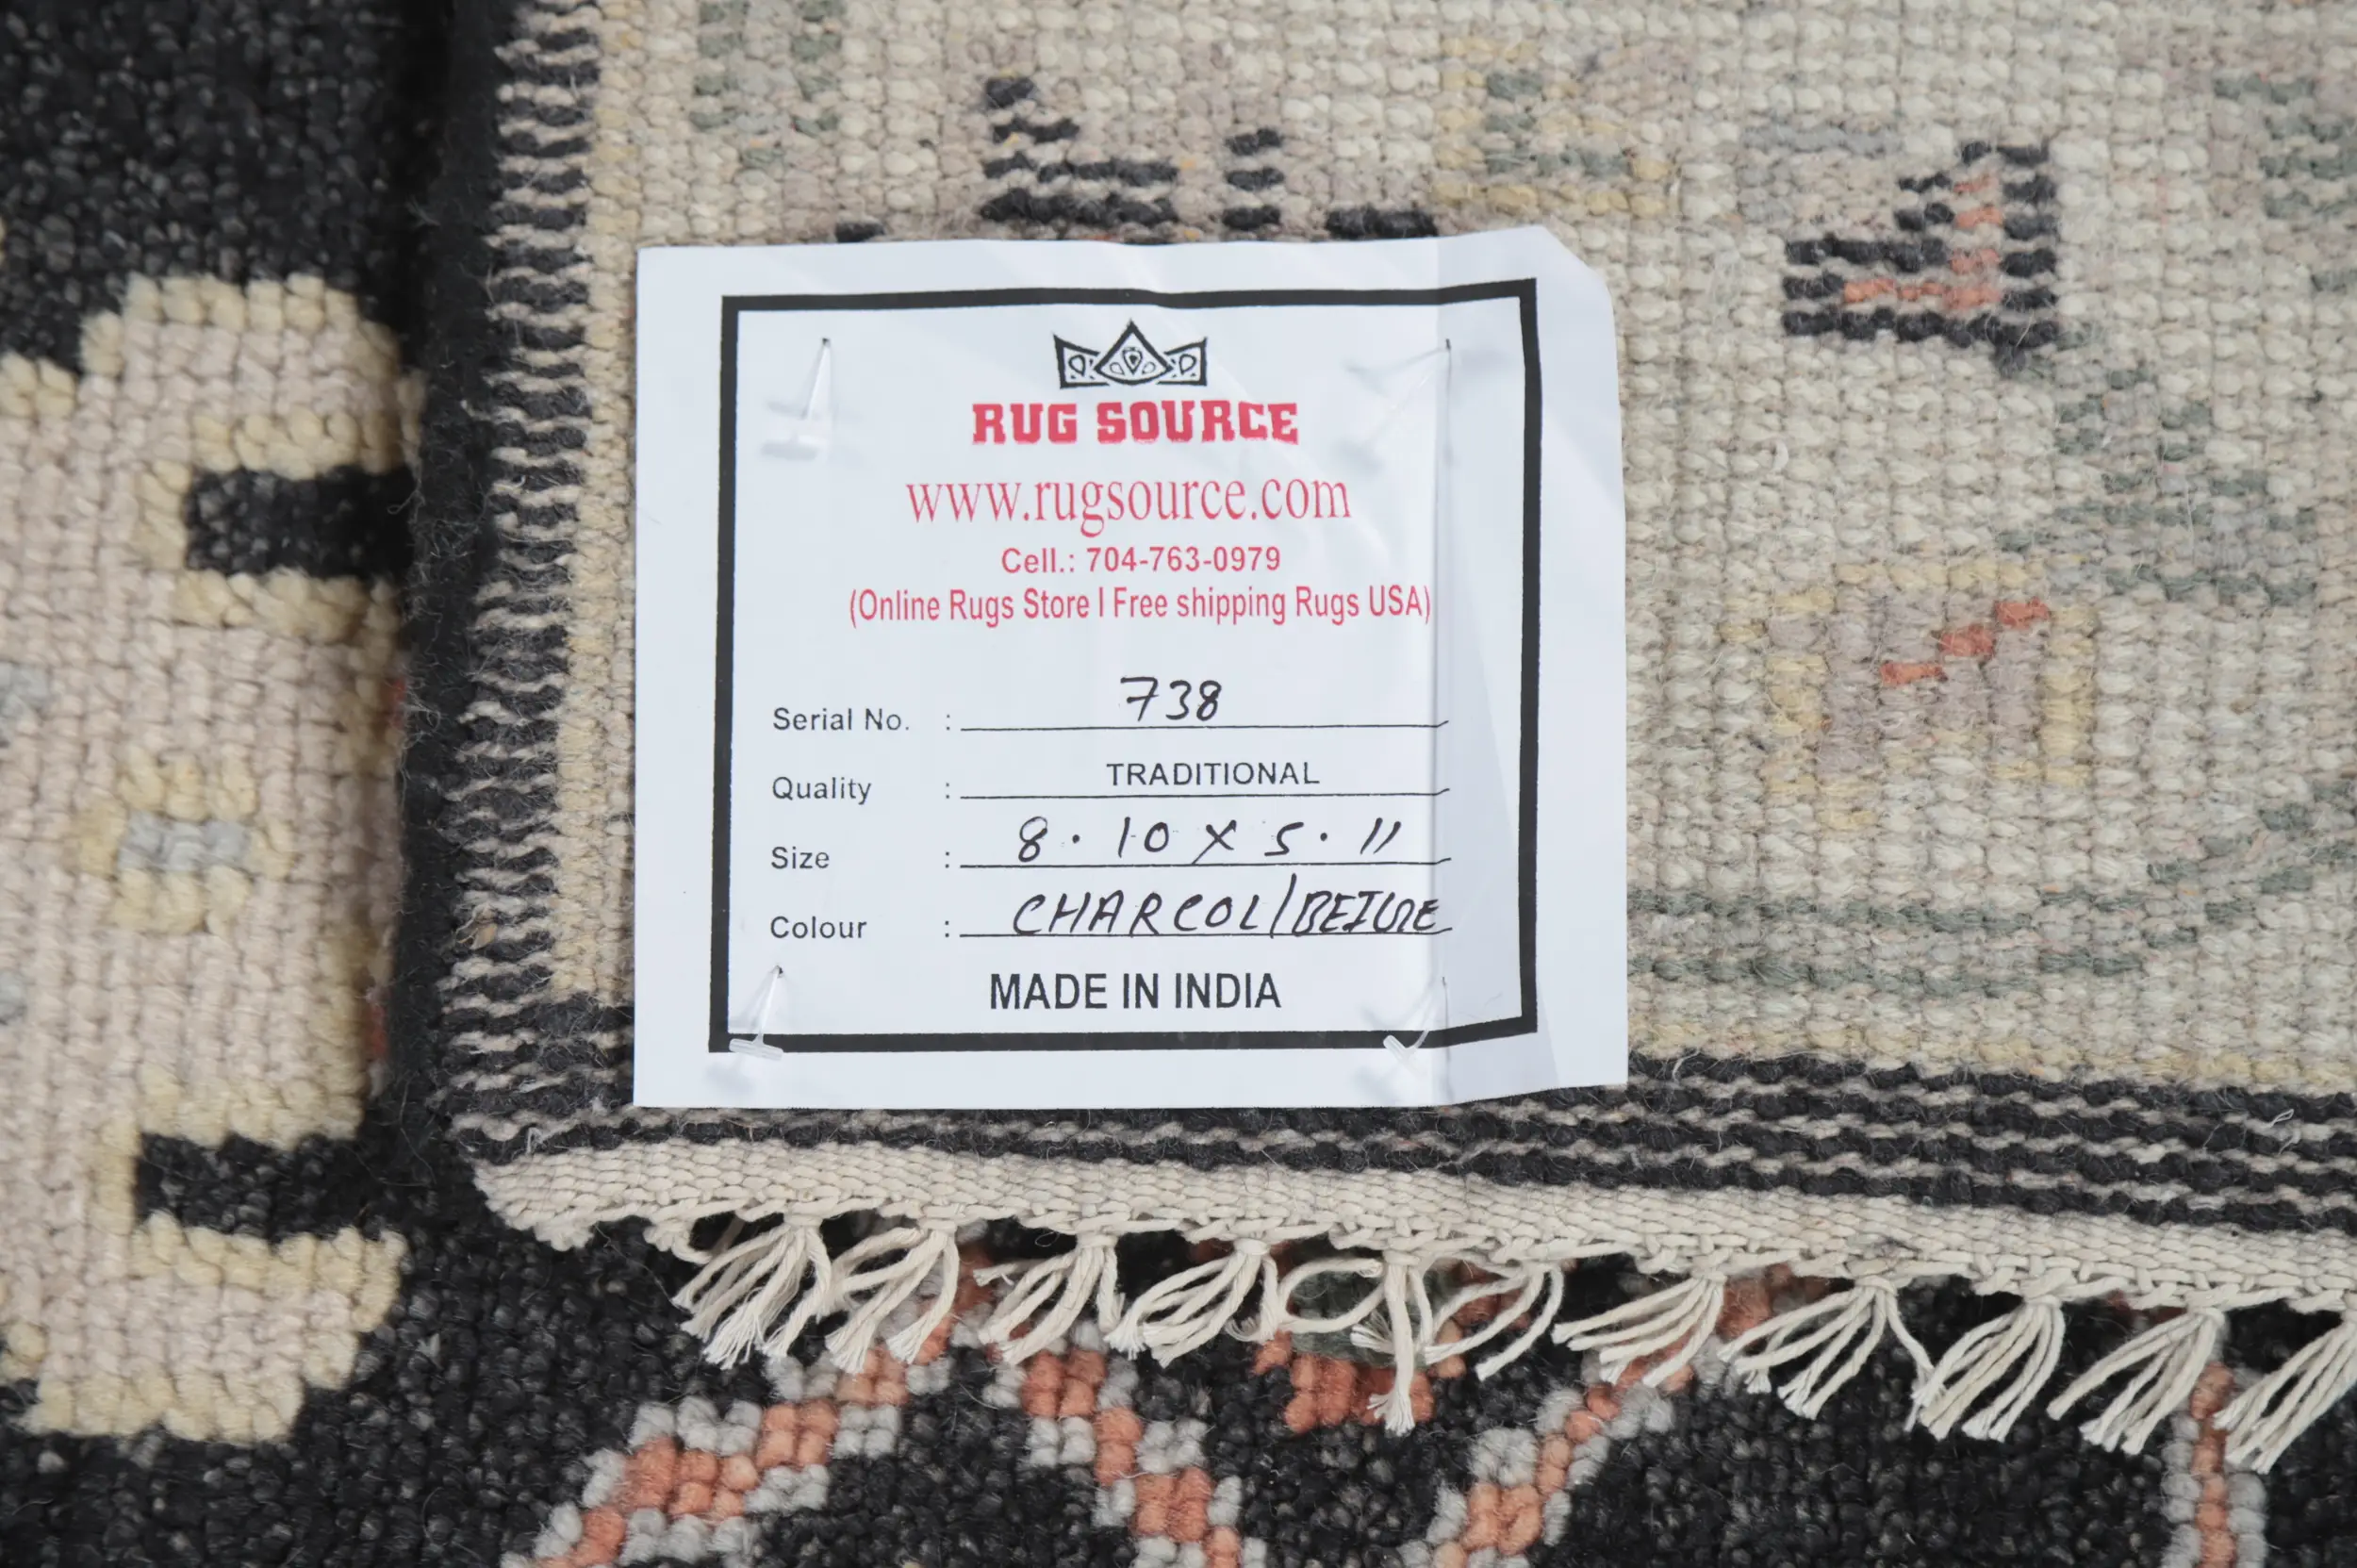 RUG SOURCE
www.rugsource.com
Cell.: 704-763-0979
(Online Rugs Store I Free shipping Rugs USA)
Serial No. : 738
Quality : TRADITIONAL
Size : 8.10 X 5.11
Colour : CHARCOL/BEIGE
MADE IN INDIA